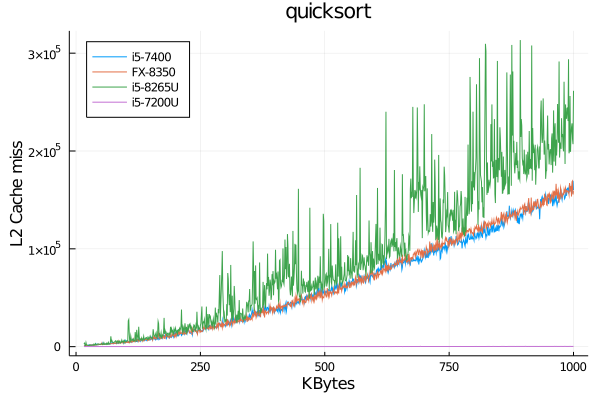 quicksort
i5-7400
FX-8350
i5-8265U
i5-7200U
3×10⁵
2×10⁵
1×10⁵
0
L2 Cache miss
0 250 500 750 1000
KBytes